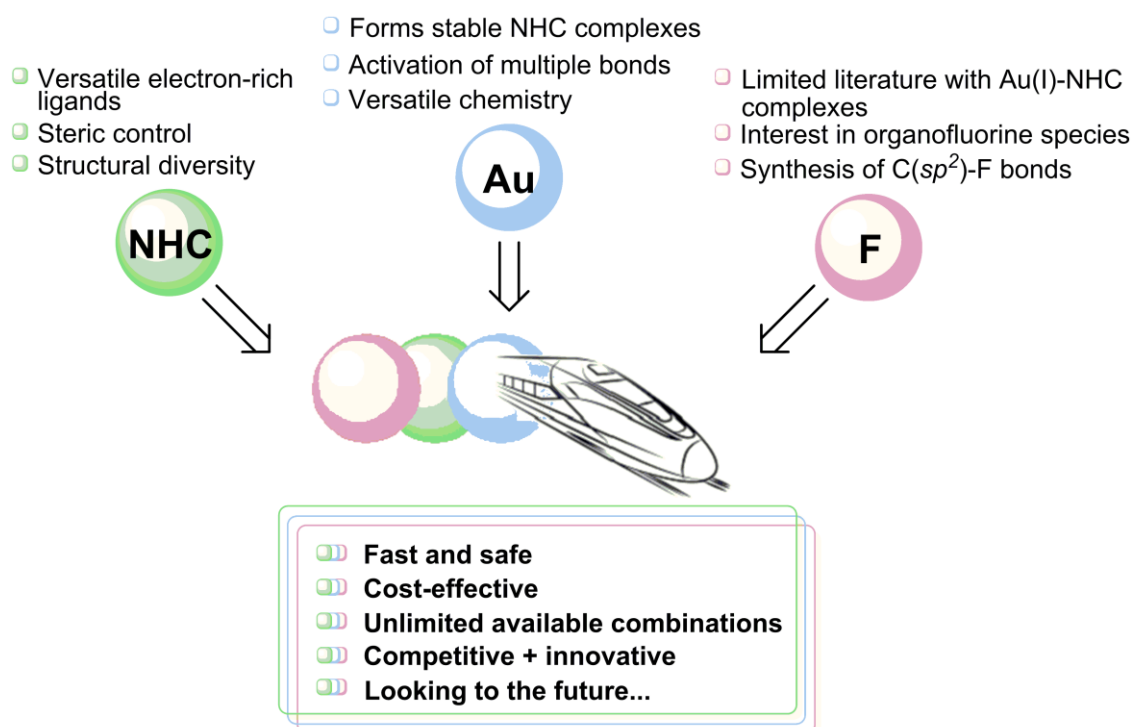 Forms stable NHC complexes
Activation of multiple bonds
Versatile chemistry
Versatile electron-rich
ligands
Steric control
Structural diversity
Limited literature with Au(I)-NHC
complexes
Interest in organofluorine species
Synthesis of C(sp²)-F bonds
NHC
Au
F
Fast and safe
Cost-effective
Unlimited available combinations
Competitive + innovative
Looking to the future...